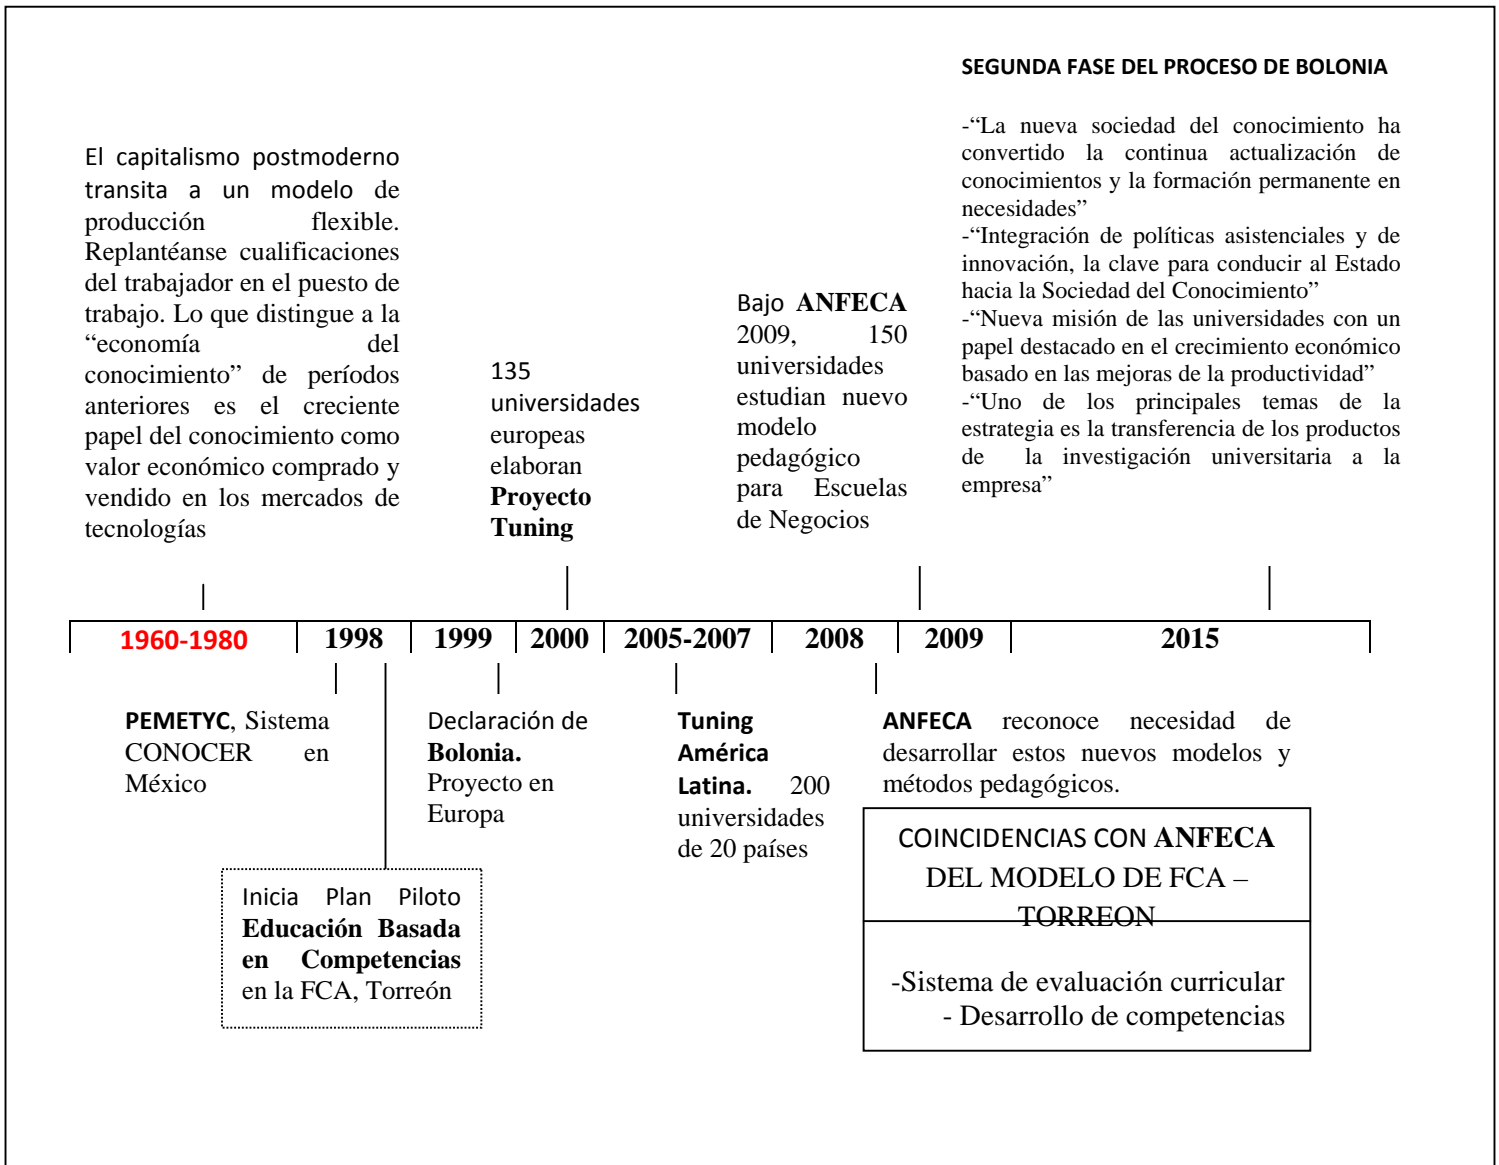 SEGUNDA FASE DEL PROCESO DE BOLONIA
-“La nueva sociedad del conocimiento ha
convertido la continua actualización de
conocimientos y la formación permanente en
necesidades”
-“Integración de políticas asistenciales y de
innovación, la clave para conducir al Estado
hacia la Sociedad del Conocimiento”
-“Nueva misión de las universidades con un
papel destacado en el crecimiento económico
basado en las mejoras de la productividad”
-“Uno de los principales temas de la
estrategia es la transferencia de los productos
de la investigación universitaria a la
empresa”
El capitalismo postmoderno
transita a un modelo de
producción flexible.
Replantéanse cualificaciones
del trabajador en el puesto de
trabajo. Lo que distingue a la
“economía del
conocimiento” de períodos
anteriores es el creciente
papel del conocimiento como
valor económico comprado y
vendido en los mercados de
tecnologías
135
universidades
europeas
elaboran
Proyecto
Tuning
Bajo ANFECA
2009, 150
universidades
estudian nuevo
modelo
pedagógico
para Escuelas
de Negocios
1960-1980 1998 1999 2000 2005-2007 2008 2009 2015
PEMETYC, Sistema
CONOCER en
México
Declaración de
Bolonia.
Proyecto en
Europa
Tuning
América
Latina. 200
universidades
de 20 países
ANFECA reconoce necesidad de
desarrollar estos nuevos modelos y
métodos pedagógicos.
Inicia Plan Piloto
Educación Basada
en Competencias
en la FCA, Torreón
COINCIDENCIAS CON ANFECA
DEL MODELO DE FCA –
TORREON
-Sistema de evaluación curricular
- Desarrollo de competencias